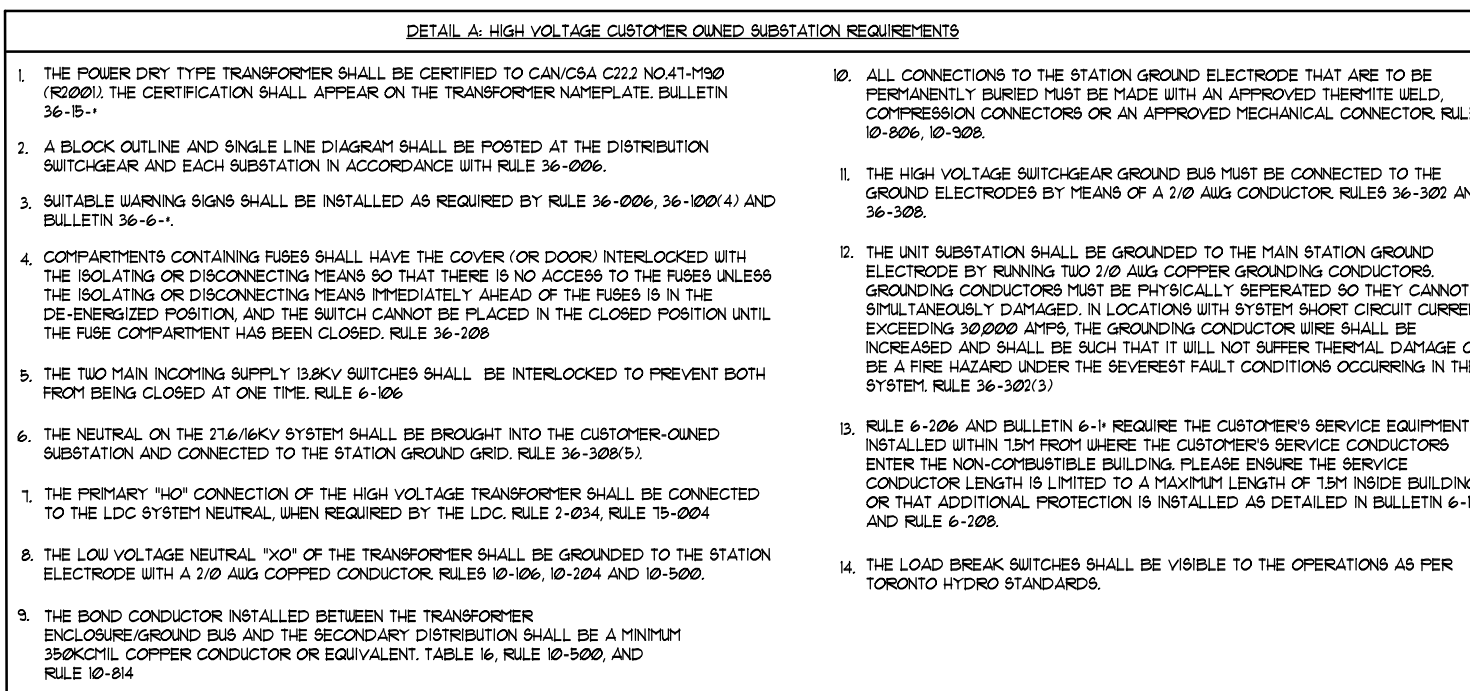 DETAIL A: HIGH VOLTAGE CUSTOMER OWNED SUBSTATION REQUIREMENTS
1. THE POWER DRY TYPE TRANSFORMER SHALL BE CERTIFIED TO CAN/CSA C22.2 NO.47-M90
(R2001). THE CERTIFICATION SHALL APPEAR ON THE TRANSFORMER NAMEPLATE. BULLETIN
36-15-*
2. A BLOCK OUTLINE AND SINGLE LINE DIAGRAM SHALL BE POSTED AT THE DISTRIBUTION
SWITCHGEAR AND EACH SUBSTATION IN ACCORDANCE WITH RULE 36-006.
3. SUITABLE WARNING SIGNS SHALL BE INSTALLED AS REQUIRED BY RULE 36-006, 36-100(4) AND
BULLETIN 36-6-*.
4. COMPARTMENTS CONTAINING FUSES SHALL HAVE THE COVER (OR DOOR) INTERLOCKED WITH
THE ISOLATING OR DISCONNECTING MEANS SO THAT THERE IS NO ACCESS TO THE FUSES UNLESS
THE ISOLATING OR DISCONNECTING MEANS IMMEDIATELY AHEAD OF THE FUSES IS IN THE
DE-ENERGIZED POSITION, AND THE SWITCH CANNOT BE PLACED IN THE CLOSED POSITION UNTIL
THE FUSE COMPARTMENT HAS BEEN CLOSED. RULE 36-208
5. THE TWO MAIN INCOMING SUPPLY 13.8KV SWITCHES SHALL BE INTERLOCKED TO PREVENT BOTH
FROM BEING CLOSED AT ONE TIME. RULE 6-106
6. THE NEUTRAL ON THE 27.6/16KV SYSTEM SHALL BE BROUGHT INTO THE CUSTOMER-OWNED
SUBSTATION AND CONNECTED TO THE STATION GROUND GRID. RULE 36-308(5).
7. THE PRIMARY "HO" CONNECTION OF THE HIGH VOLTAGE TRANSFORMER SHALL BE CONNECTED
TO THE LDC SYSTEM NEUTRAL, WHEN REQUIRED BY THE LDC. RULE 2-034, RULE 75-004
8. THE LOW VOLTAGE NEUTRAL "XO" OF THE TRANSFORMER SHALL BE GROUNDED TO THE STATION
ELECTRODE WITH A 2/0 AWG COPPED CONDUCTOR. RULES 10-106, 10-204 AND 10-500.
9. THE BOND CONDUCTOR INSTALLED BETWEEN THE TRANSFORMER
ENCLOSURE/GROUND BUS AND THE SECONDARY DISTRIBUTION SHALL BE A MINIMUM
350KCMIL COPPER CONDUCTOR OR EQUIVALENT. TABLE 16, RULE 10-500, AND
RULE 10-814
10. ALL CONNECTIONS TO THE STATION GROUND ELECTRODE THAT ARE TO BE
PERMANENTLY BURIED MUST BE MADE WITH AN APPROVED THERMITE WELD,
COMPRESSION CONNECTORS OR AN APPROVED MECHANICAL CONNECTOR. RULE
10-806, 10-908.
11. THE HIGH VOLTAGE SWITCHGEAR GROUND BUS MUST BE CONNECTED TO THE
GROUND ELECTRODES BY MEANS OF A 2/0 AWG CONDUCTOR. RULES 36-302
36-308.
12. THE UNIT SUBSTATION SHALL BE GROUNDED TO THE MAIN STATION GROUND
ELECTRODE BY RUNNING TWO 2/0 AWG COPPER GROUNDING CONDUCTORS.
GROUNDING CONDUCTORS MUST BE PHYSICALLY SEPERATED SO THEY CANNOT
SIMULTANEOUSLY DAMAGED. IN LOCATIONS WITH SYSTEM SHORT CIRCUIT
EXCEEDING 30,000 AMPS, THE GROUNDING CONDUCTOR WIRE SHALL BE
INCREASED AND SHALL BE SUCH THAT IT WILL NOT SUFFER THERMAL DAMAGE
BE A FIRE HAZARD UNDER THE SEVEREST FAULT CONDITIONS OCCURRING IN THE
SYSTEM. RULE 36-302(3)
13. RULE 6-206 AND BULLETIN 6-1* REQUIRE THE CUSTOMER'S SERVICE EQUIPMENT
INSTALLED WITHIN 7.5M FROM WHERE THE CUSTOMER'S SERVICE CONDUCTORS
ENTER THE NON-COMBUSTIBLE BUILDING. PLEASE ENSURE THE SERVICE
CONDUCTOR LENGTH IS LIMITED TO A MAXIMUM LENGTH OF 7.5M INSIDE BUILDING
OR THAT ADDITIONAL PROTECTION IS INSTALLED AS DETAILED IN BULLETIN 6-1
AND RULE 6-208.
14. THE LOAD BREAK SWITCHES SHALL BE VISIBLE TO THE OPERATIONS AS PER
TORONTO HYDRO STANDARDS.